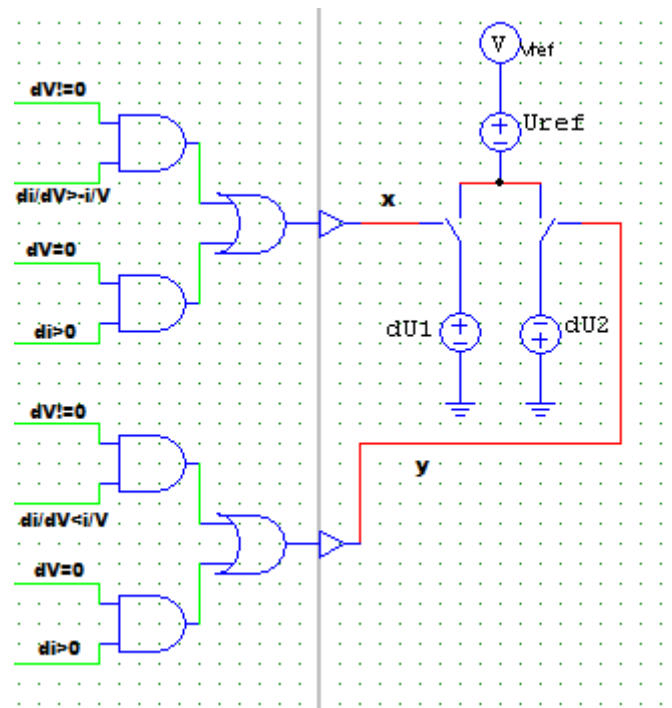 V
Vref
dV!=0
Uref
di/dV>-i/V
x
dV=0
di>0
dU1
dU2
dV!=0
y
di/dV<i/V
dV=0
di>0